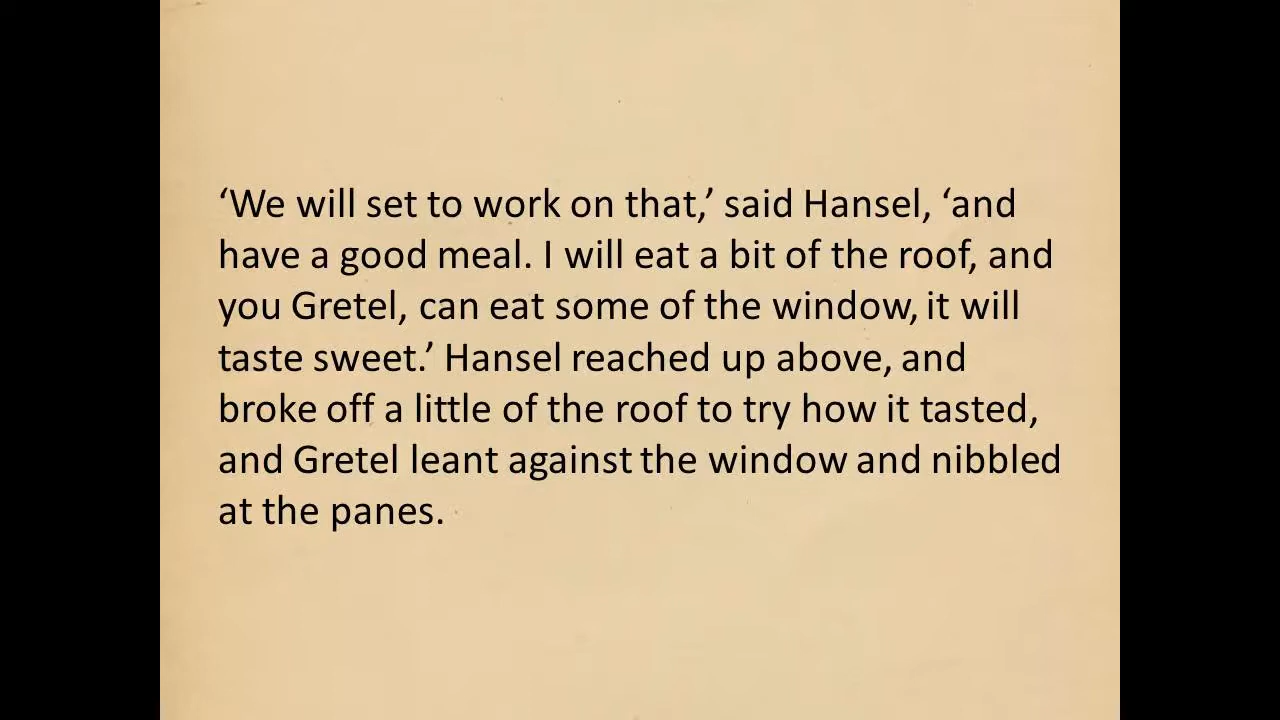 ‘We will set to work on that,’ said Hansel, ‘and
have a good meal. I will eat a bit of the roof, and
you Gretel, can eat some of the window, it will
taste sweet.’ Hansel reached up above, and
broke off a little of the roof to try how it tasted,
and Gretel leant against the window and nibbled
at the panes.